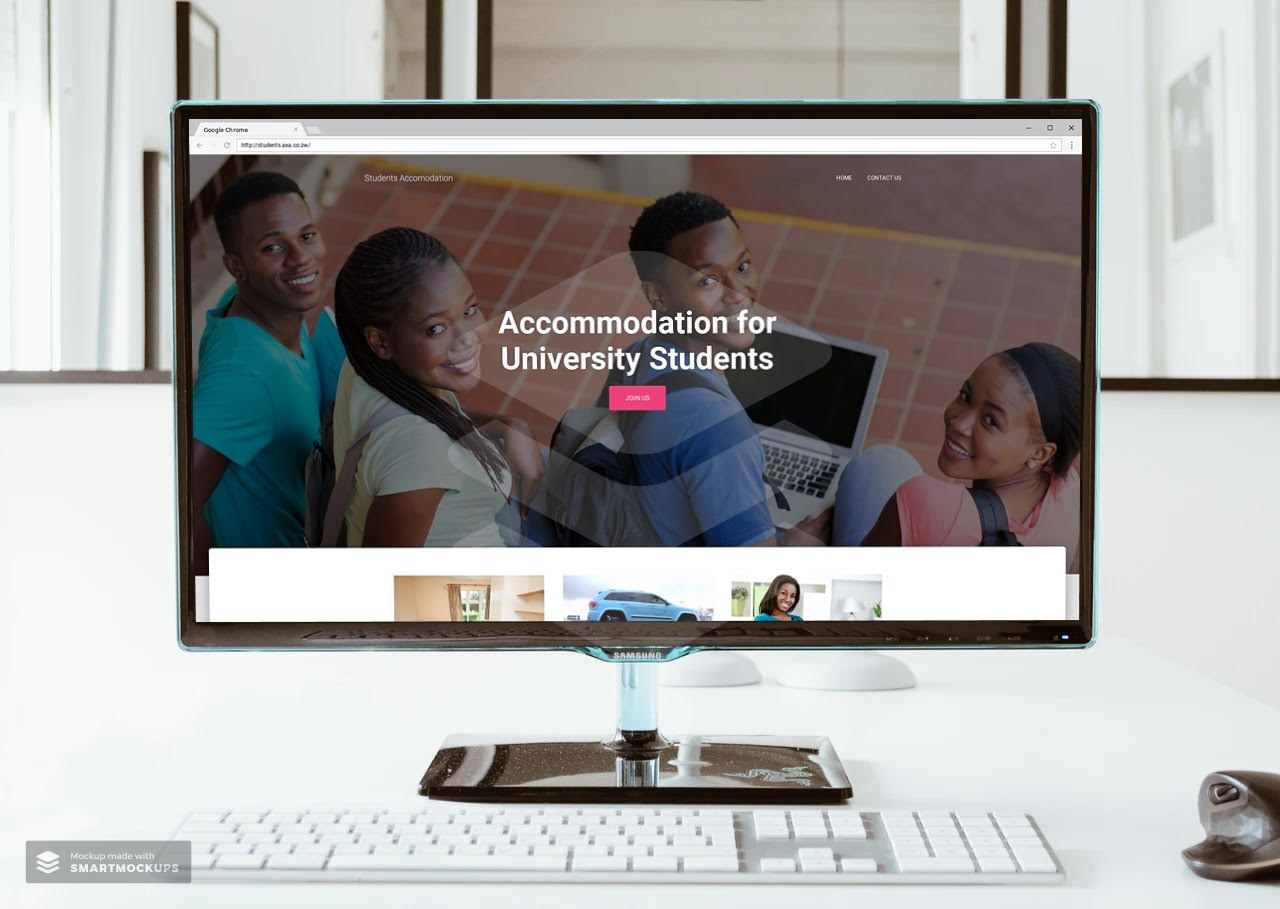 Google Chrome
http://students.axa.co.zw/
Students Accomodation
HOME
CONTACT US
Accommodation for
University Students
JOIN US
SAMSUNG
Mockup made with
SMARTMOCKUPS